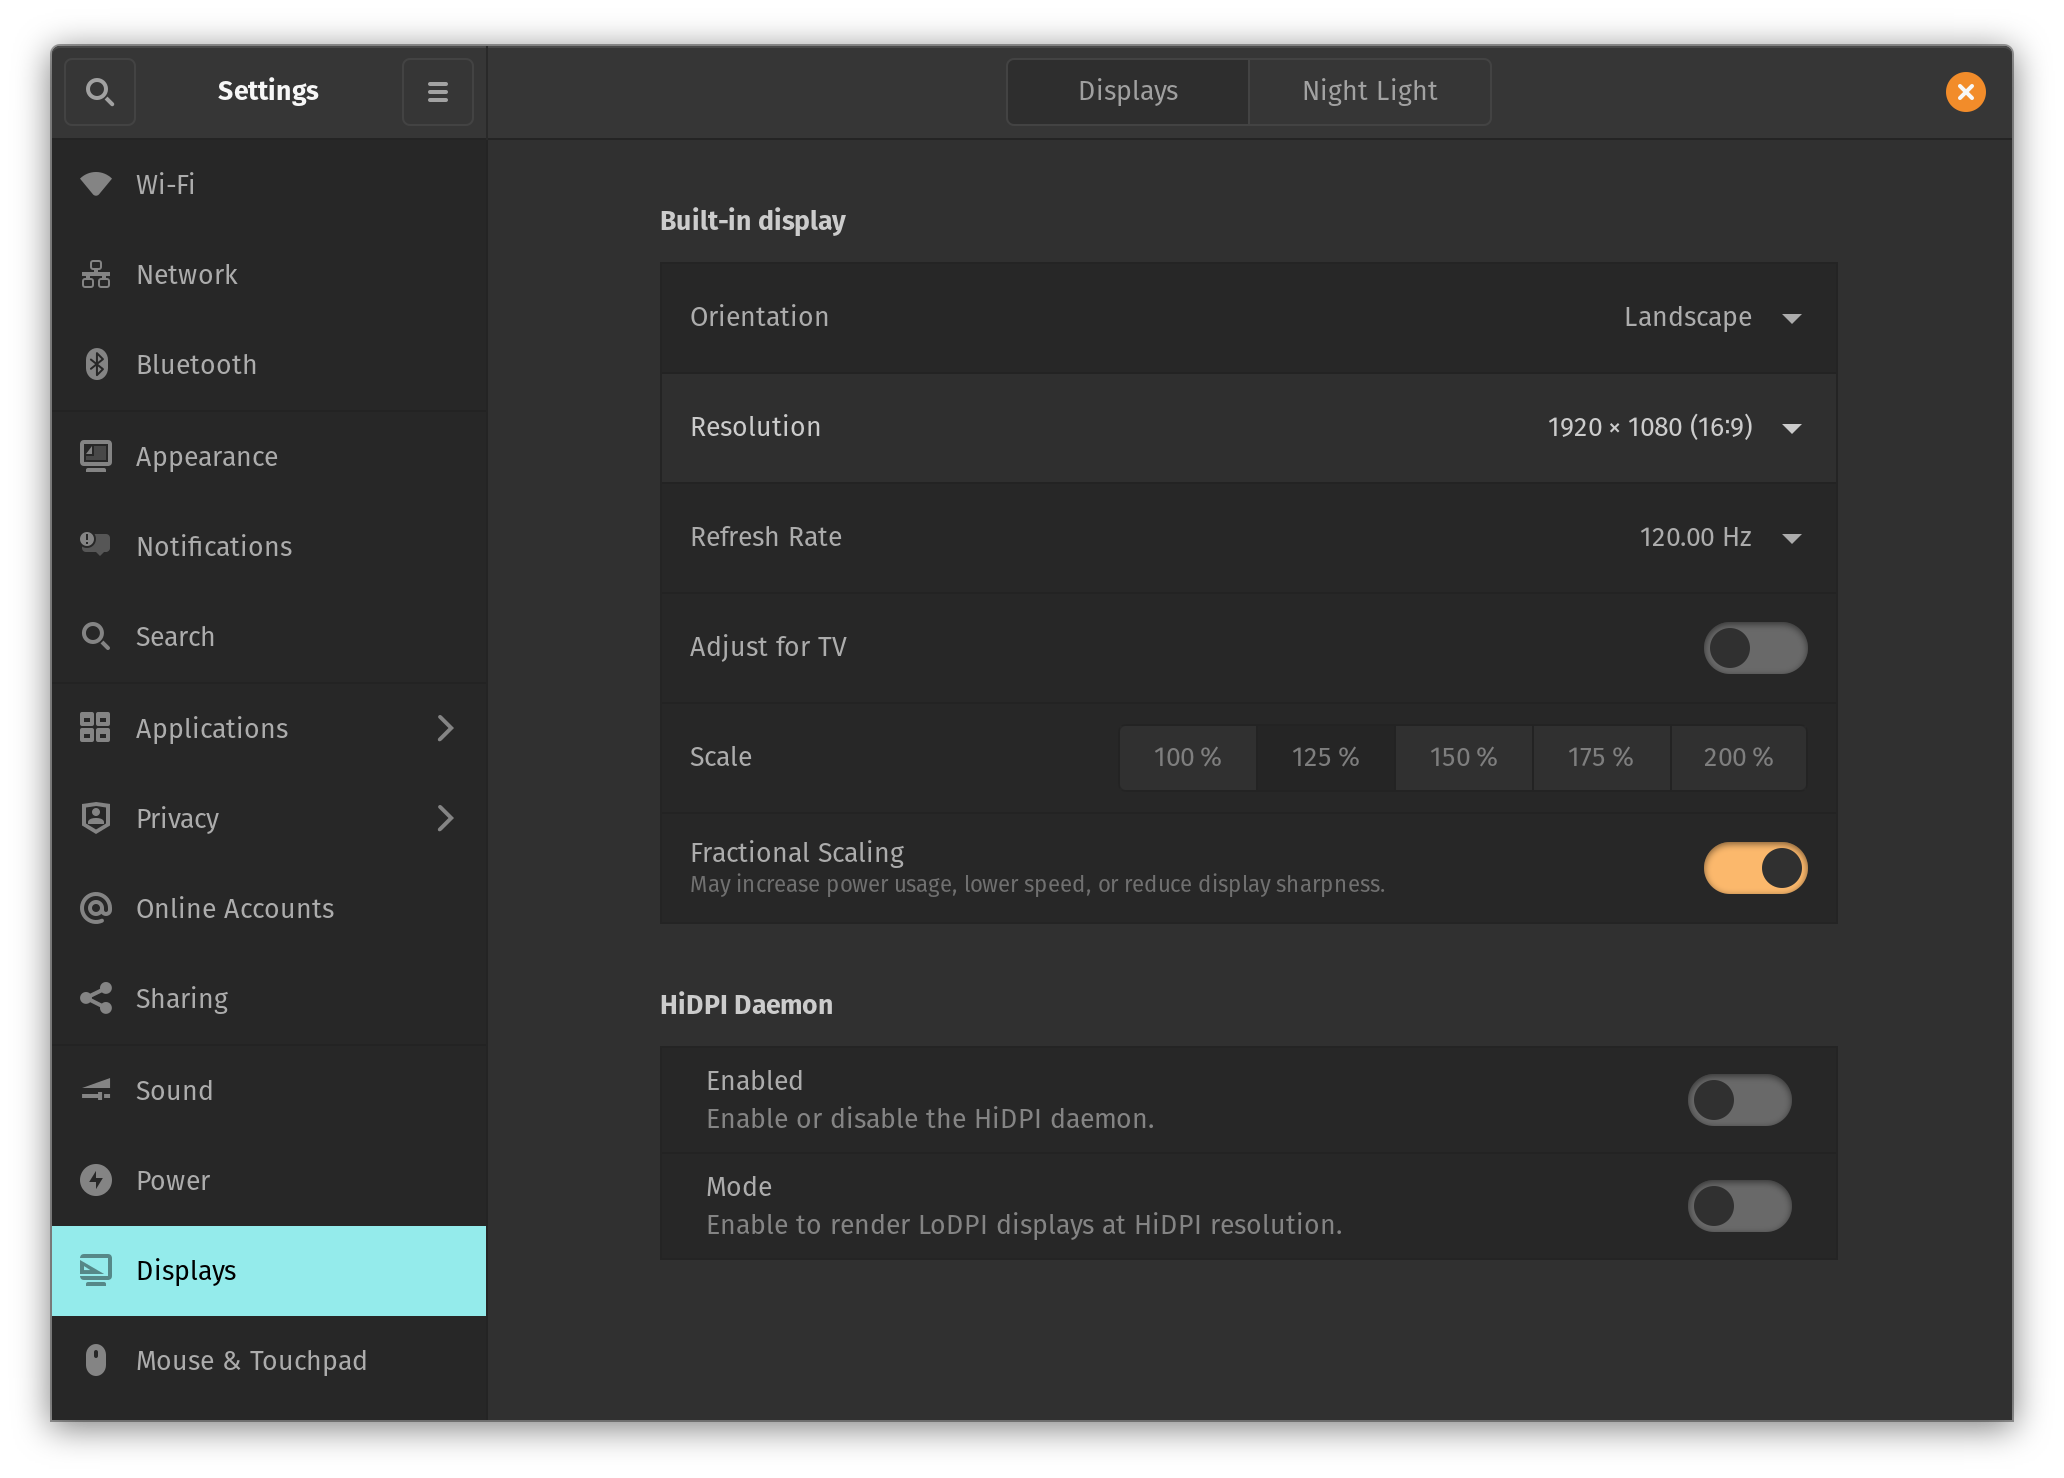 Settings
Displays
Night Light
Wi-Fi
Network
Bluetooth
Appearance
Notifications
Search
Applications
Privacy
Online Accounts
Sharing
Sound
Power
Displays
Mouse & Touchpad
Built-in display
Orientation
Landscape
Resolution
1920 × 1080 (16:9)
Refresh Rate
120.00 Hz
Adjust for TV
Scale
100 %
125 %
150 %
175 %
200 %
Fractional Scaling
May increase power usage, lower speed, or reduce display sharpness.
HiDPI Daemon
Enabled
Enable or disable the HiDPI daemon.
Mode
Enable to render LoDPI displays at HiDPI resolution.